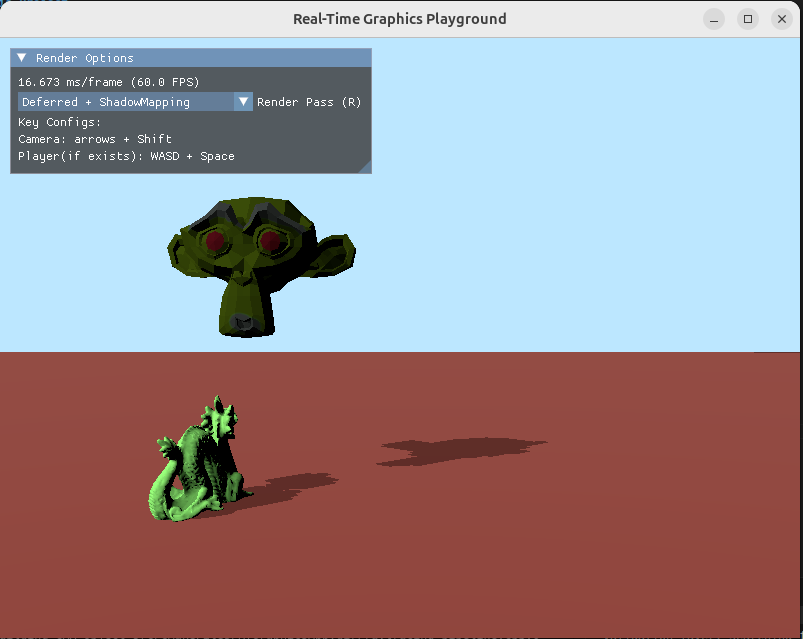 Real-Time Graphics Playground
Render Options
16.673 ms/frame (60.0 FPS)
Deferred + ShadowMapping Render Pass (R)
Key Configs:
Camera: arrows + Shift
Player(if exists): WASD + Space